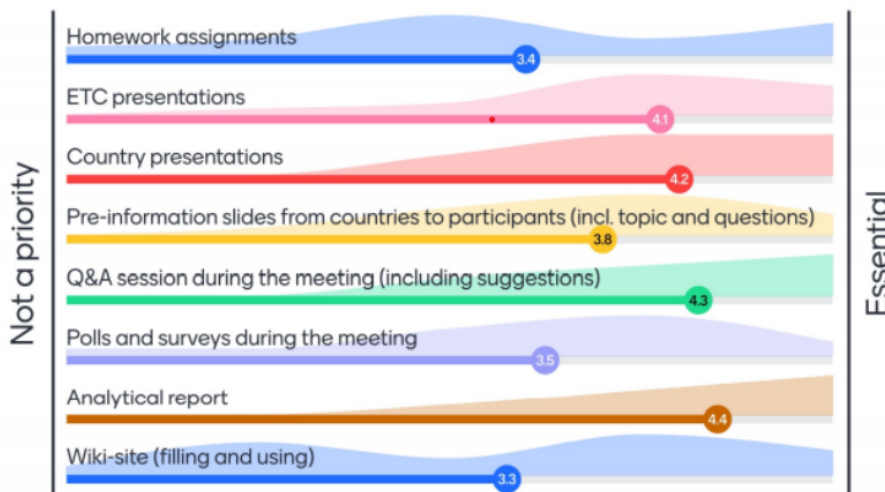 Not a priority
Homework assignments
3.4
ETC presentations
4.1
Country presentations
4.2
Pre-information slides from countries to participants (incl. topic and questions)
3.8
Q&A session during the meeting (including suggestions)
4.3
Polls and surveys during the meeting
3.5
Analytical report
4.4
Wiki-site (filling and using)
3.3
Essential